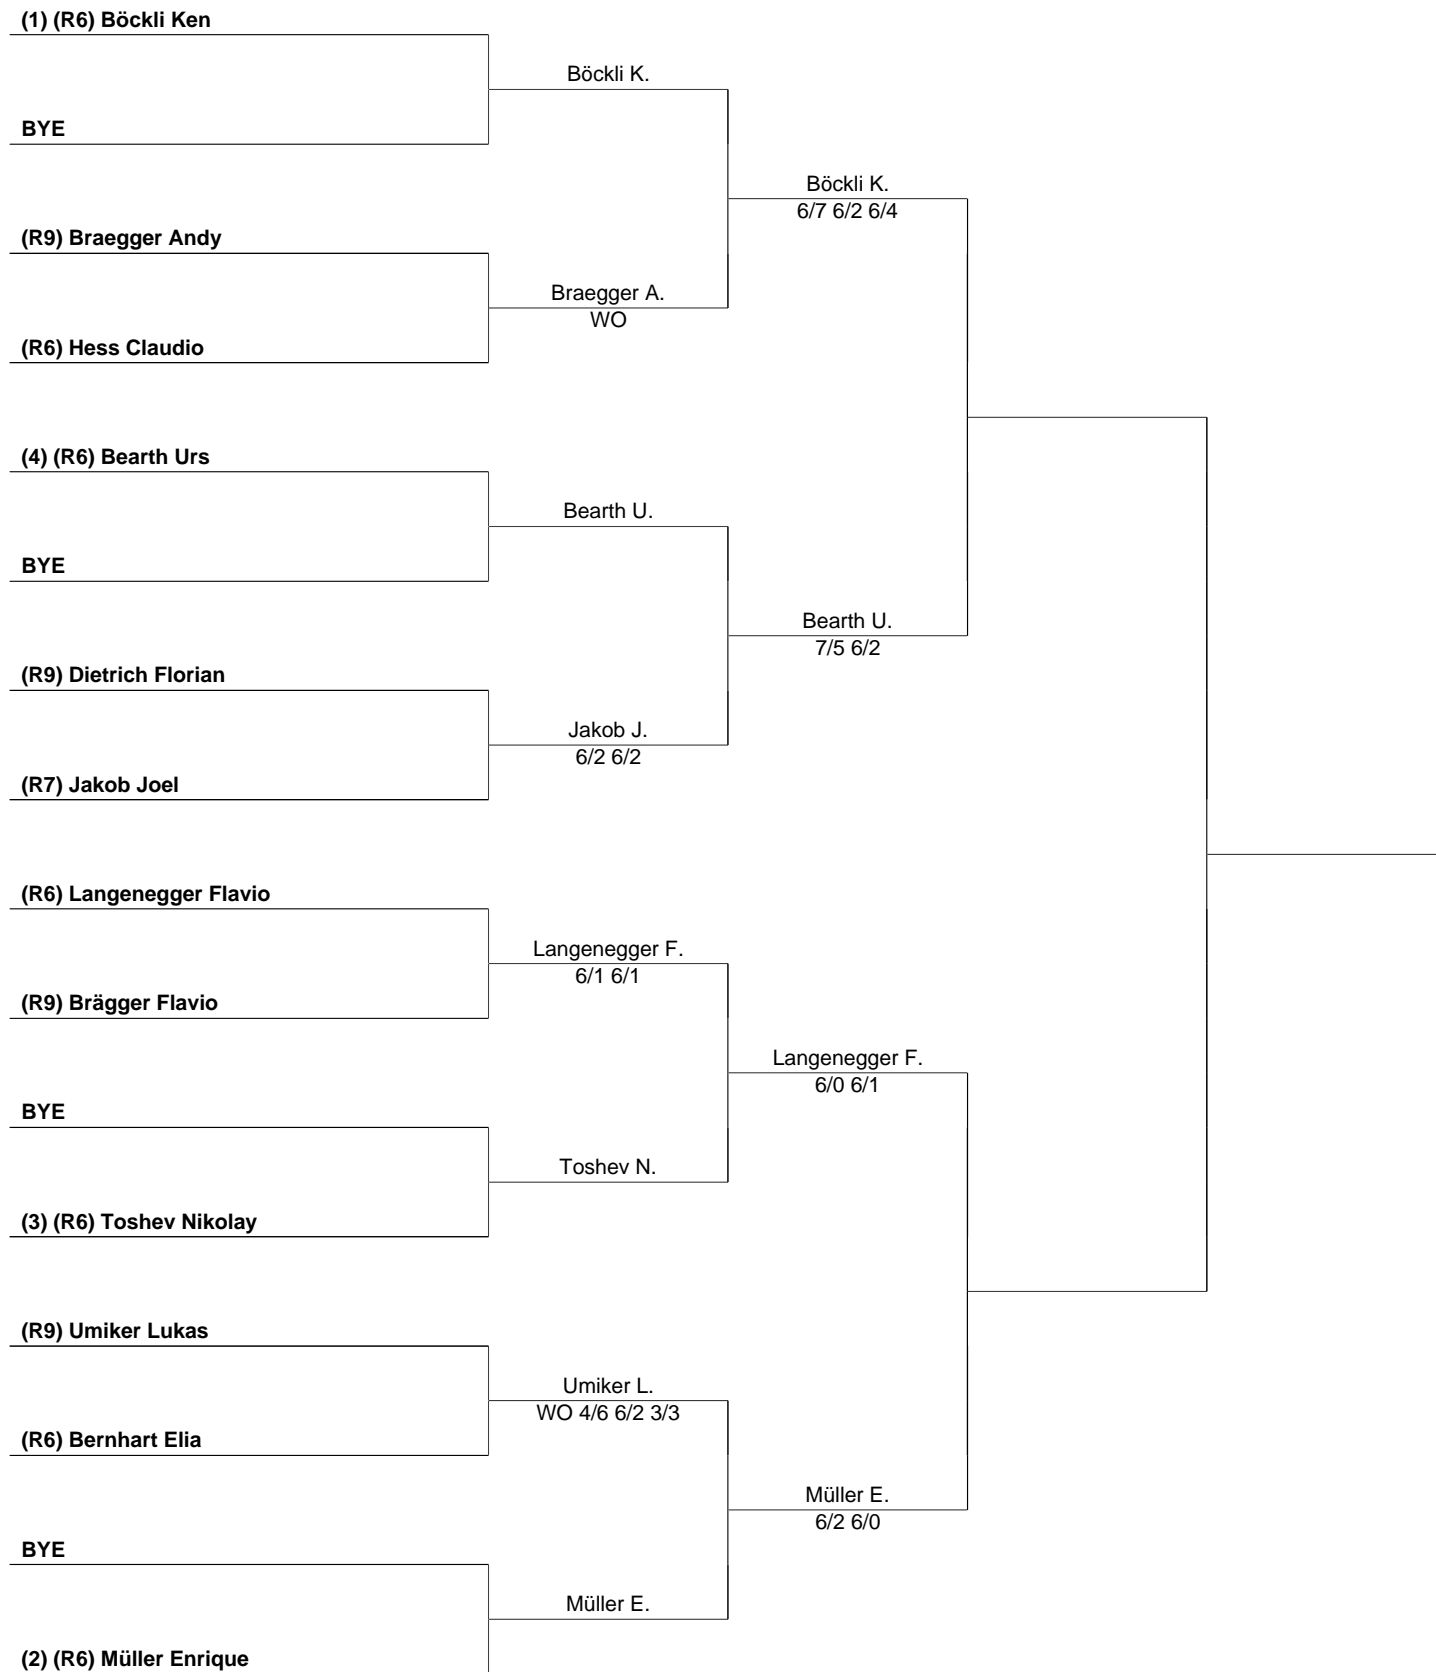 (1) (R6) Böckli Ken
Böckli K.
BYE
Böckli K.
6/7 6/2 6/4
(R9) Braegger Andy
Braegger A.
WO
(R6) Hess Claudio
(4) (R6) Bearth Urs
Bearth U.
BYE
Bearth U.
7/5 6/2
(R9) Dietrich Florian
Jakob J.
6/2 6/2
(R7) Jakob Joel
(R6) Langenegger Flavio
Langenegger F.
6/1 6/1
(R9) Brägger Flavio
Langenegger F.
6/0 6/1
BYE
Toshev N.
(3) (R6) Toshev Nikolay
(R9) Umiker Lukas
Umiker L.
WO 4/6 6/2 3/3
(R6) Bernhart Elia
Müller E.
6/2 6/0
BYE
Müller E.
(2) (R6) Müller Enrique